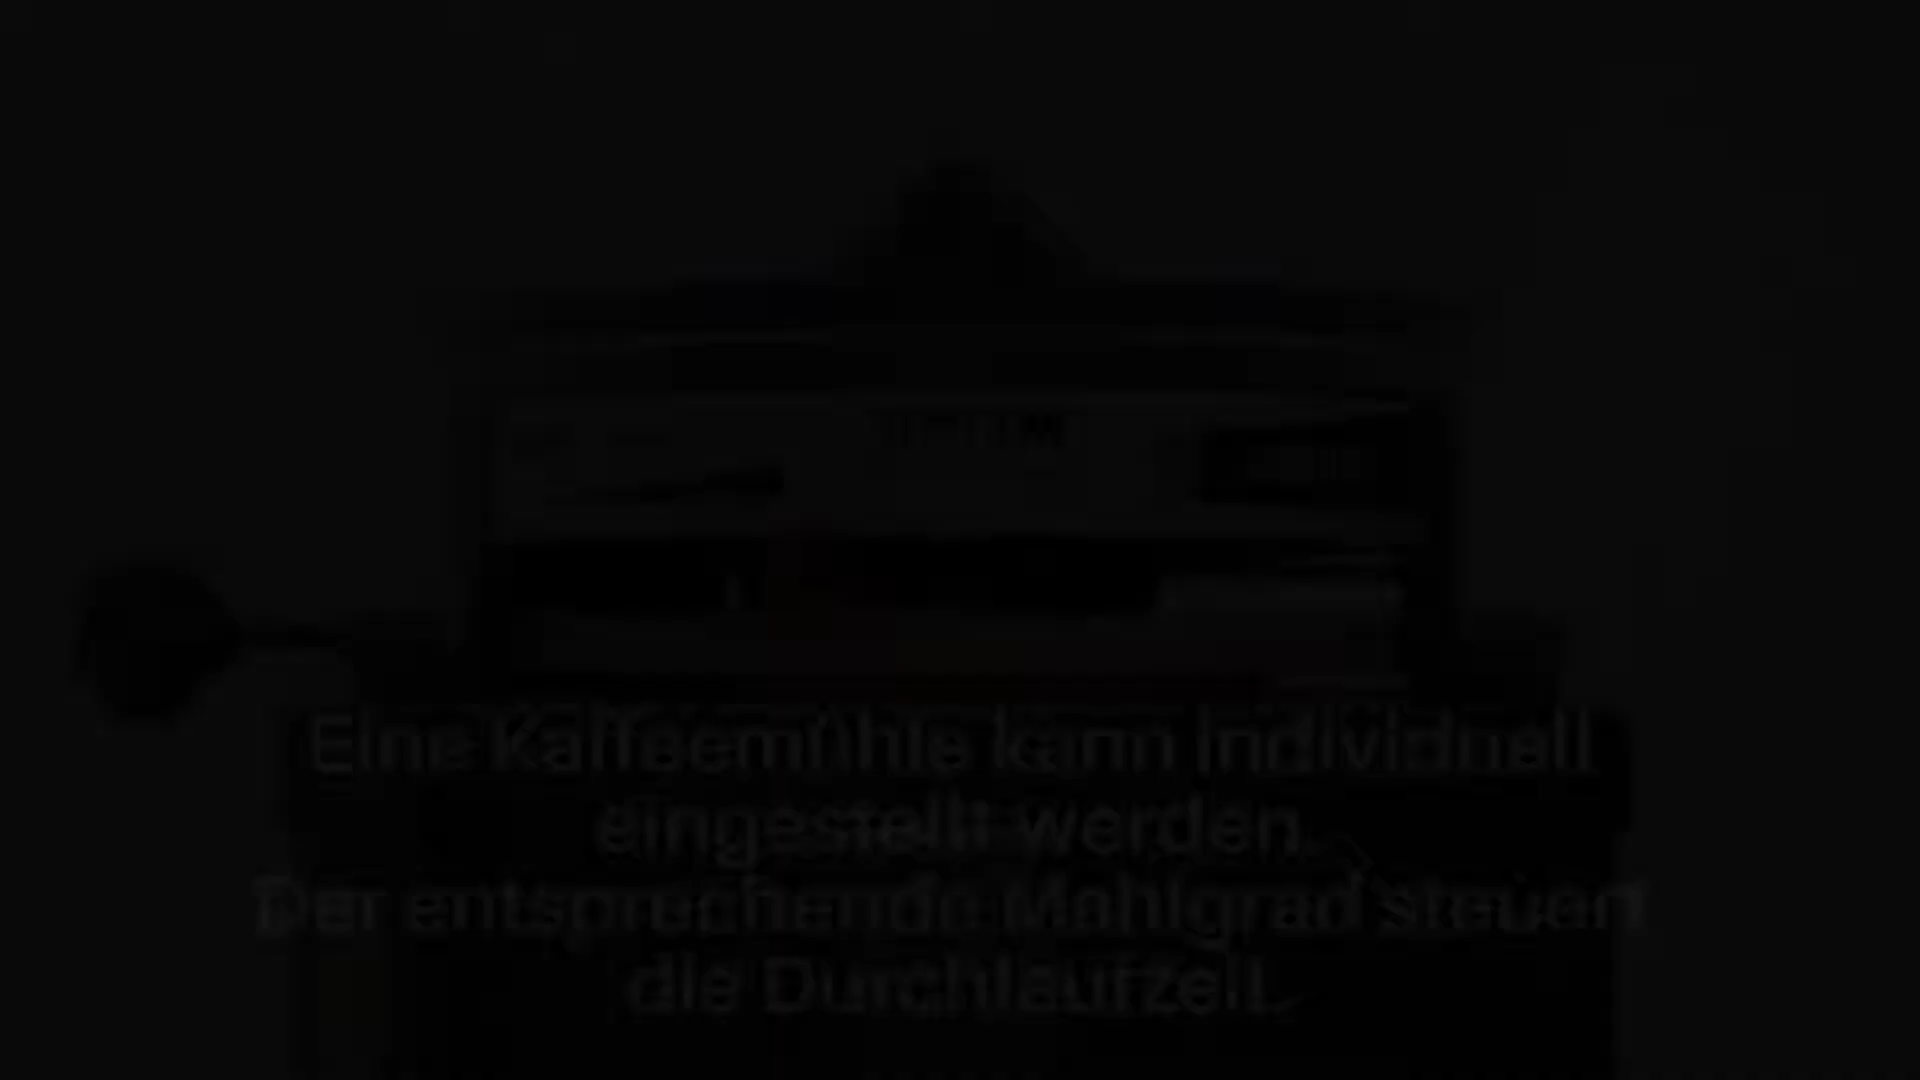 Eine Kaffeemühle kann individuell
eingestellt werden.
Der entsprechende Mahlgrad steuert
die Durchlaufzeit.